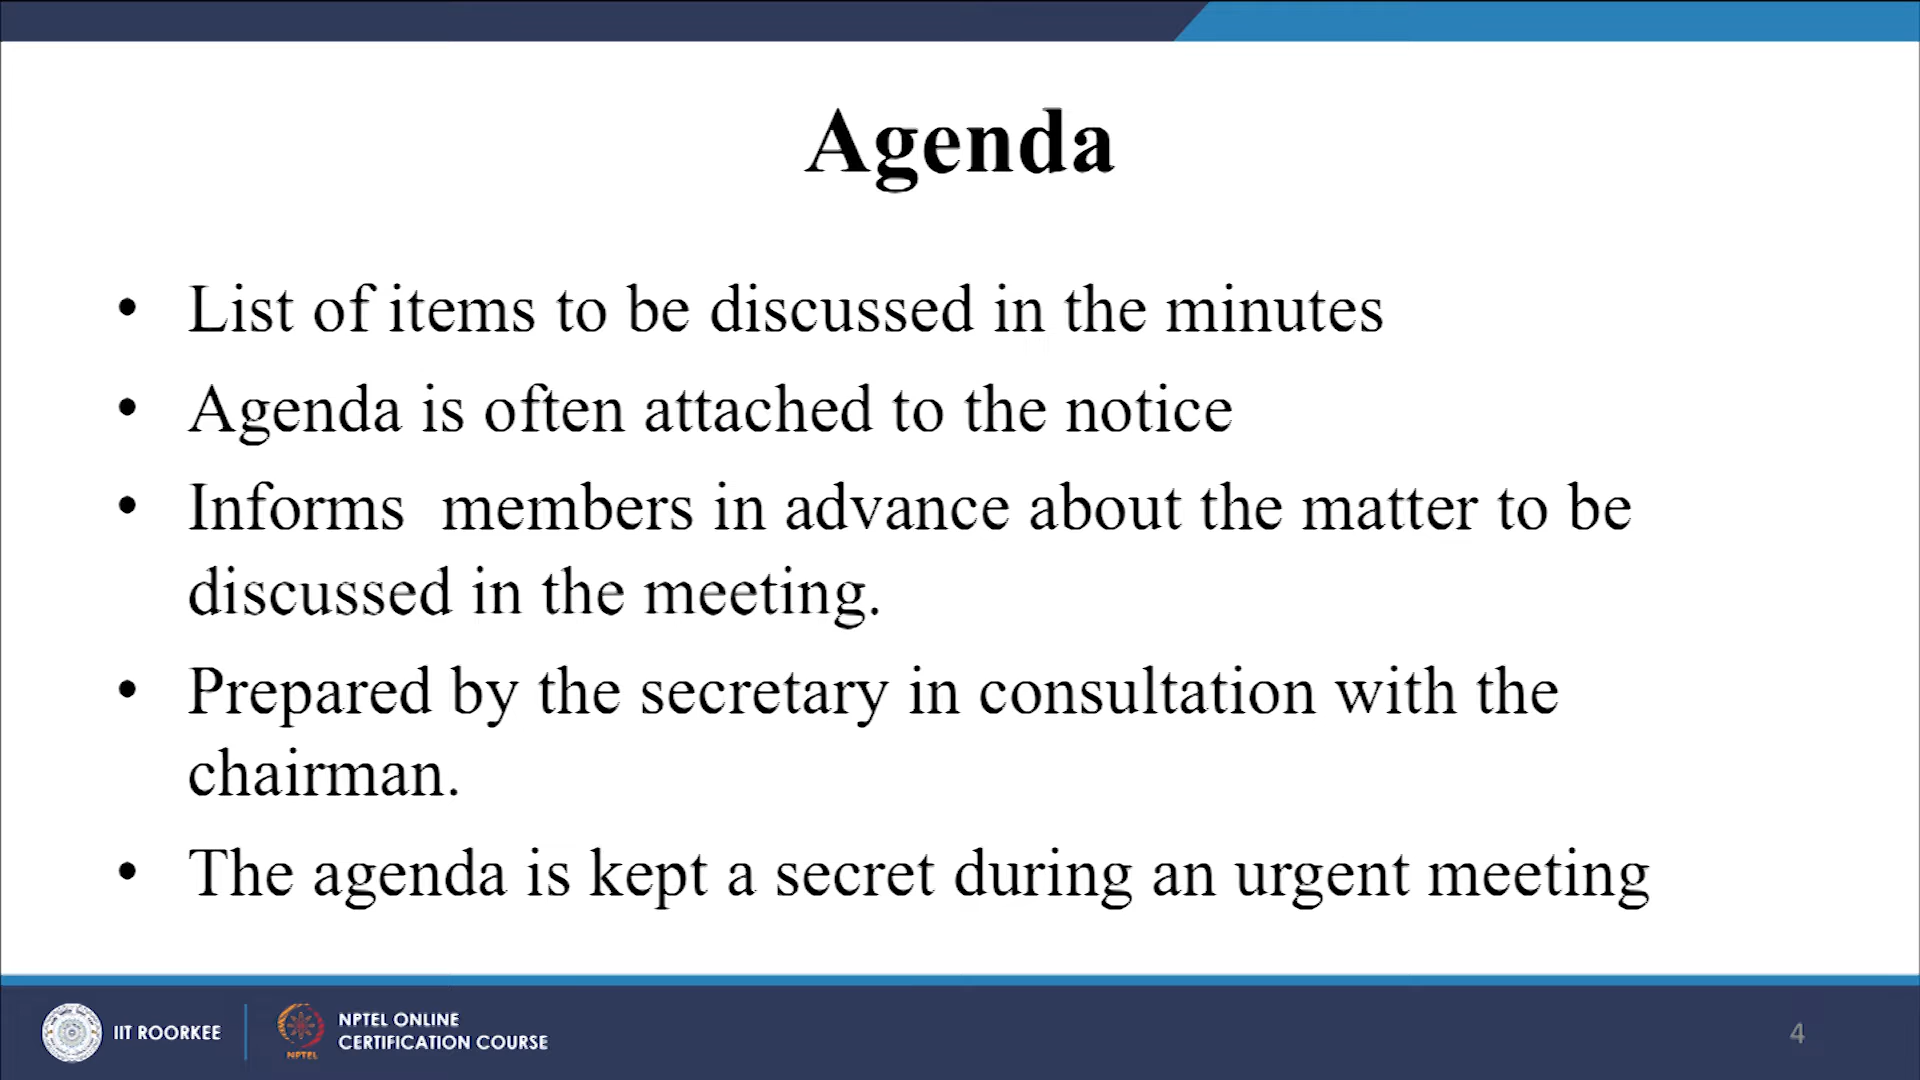 Agenda
• List of items to be discussed in the minutes
• Agenda is often attached to the notice
• Informs  members in advance about the matter to be
discussed in the meeting.
• Prepared by the secretary in consultation with the
chairman.
• The agenda is kept a secret during an urgent meeting
IIT ROORKEE
NPTEL
NPTEL ONLINE
CERTIFICATION COURSE
4